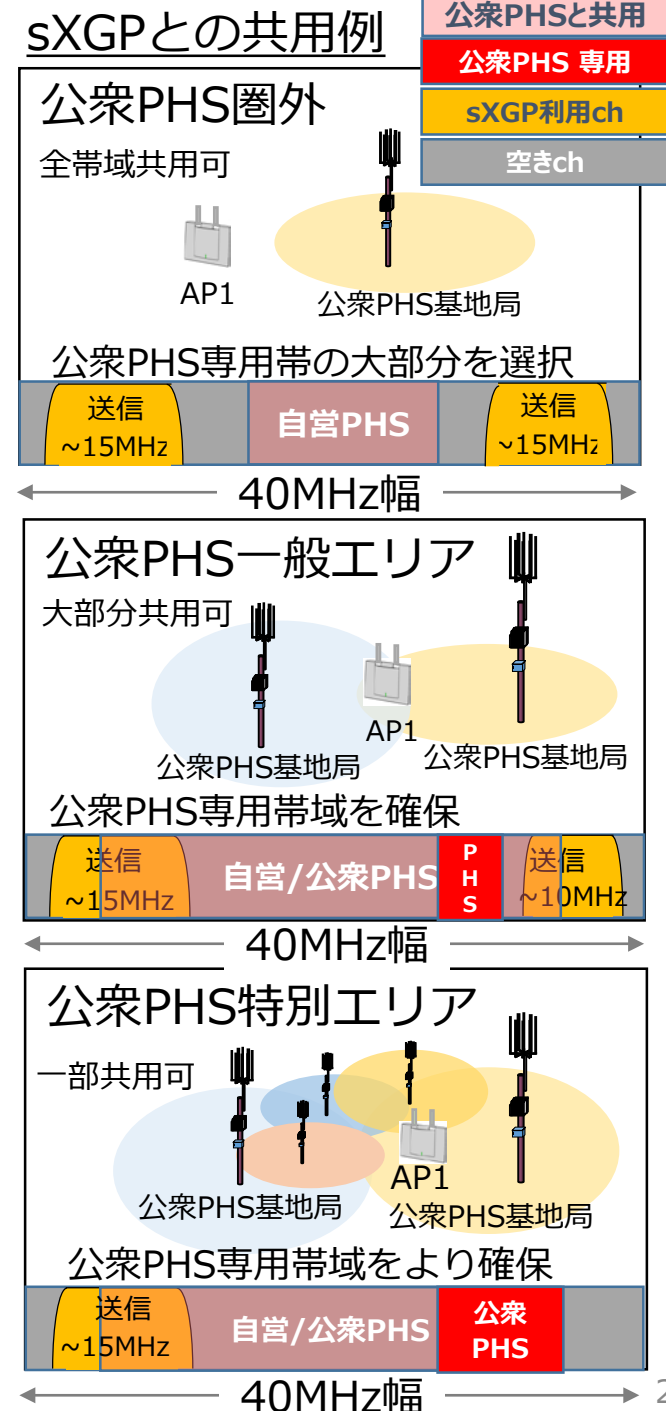 sXGPとの共用例
公衆PHSと共用
公衆PHS 専用
sXGP利用ch
空きch
公衆PHS圏外
全帯域共用可
AP1
公衆PHS基地局
公衆PHS専用帯の大部分を選択
送信
~15MHz
自営PHS
送信
~15MHz
40MHz幅
公衆PHS一般エリア
大部分共用可
AP1
公衆PHS基地局
公衆PHS基地局
公衆PHS専用帯域を確保
送信
~15MHz
自営/公衆PHS
P
H
S
送信
~10MHz
40MHz幅
公衆PHS特別エリア
一部共用可
AP1
公衆PHS基地局
公衆PHS基地局
公衆PHS専用帯域をより確保
送信
~15MHz
自営/公衆PHS
公衆
PHS
40MHz幅
2